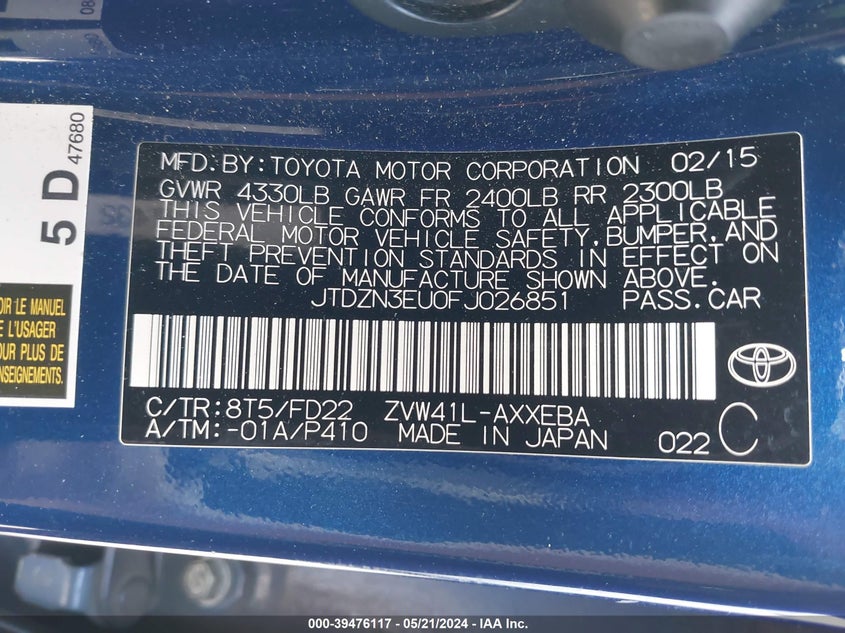 08
5 D
47680
OIR LE MANUEL
E L'USAGER
OUR PLUS DE
NSEIGNEMENTS.
MFD.BY:TOYOTA MOTOR CORPORATION 02/15
GVWR 4330LB GAWR FR 2400LB RR 2300LB
THIS VEHICLE CONFORMS TO ALL APPLICABLE
FEDERAL MOTOR VEHICLE SAFETY,BUMPER,AND
THEFT PREVENTION STANDARDS IN EFFECT ON
THE DATE OF MANUFACTURE SHOWN ABOVE.
JTDZN3EU0FJ026851 PASS.CAR
C/TR:8T5/FD22 ZVW41L-AXXEBA
A/TM:-01A/P410 MADE IN JAPAN 022 C
000-39476117 - 05/21/2024 - IAA Inc.